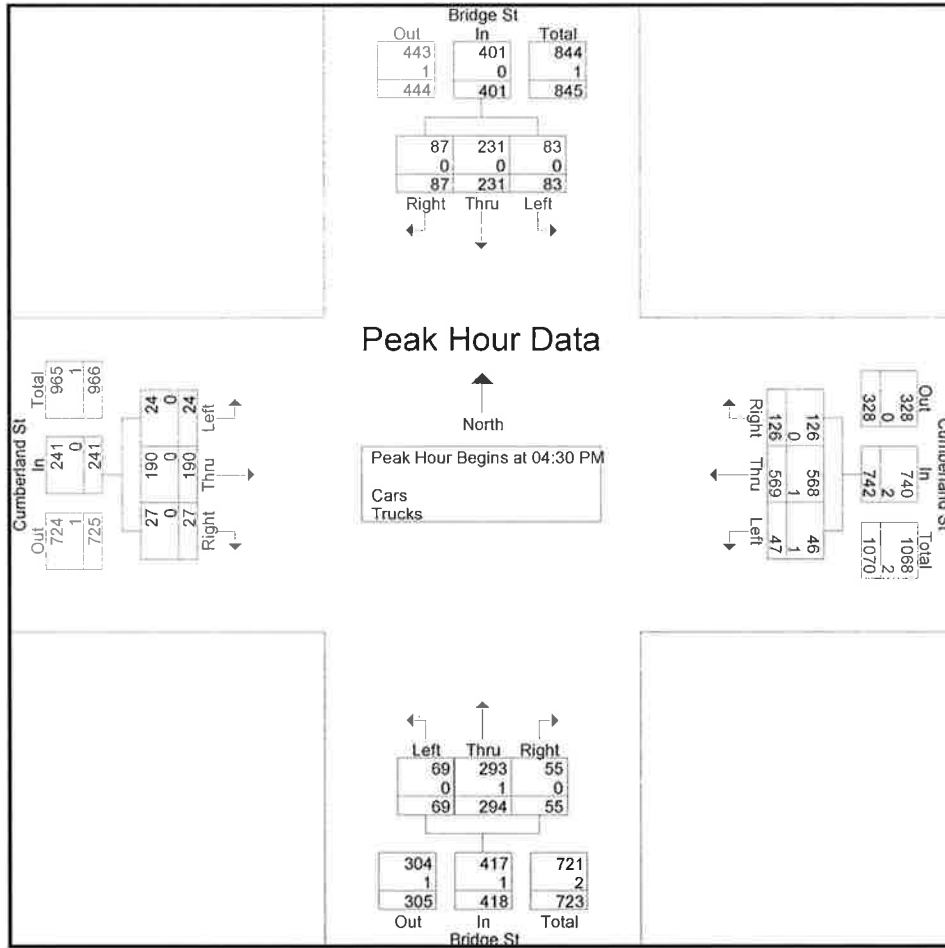 Bridge St
Out In Total
443 401 844
1 0 1
444 401 845
87 231 83
0 0 0
87 231 83
Right Thru Left
Peak Hour Data
North
Peak Hour Begins at 04:30 PM
Cars
Trucks
Cumberland St
Total In Out
965 241 724
1 0 1
966 241 725
24 190 27
0 0 0
24 190 27
Left Thru Right
Cumberland St
Out In Total
328 740 1068
0 2 2
328 742 1070
126 568 46
0 1 1
126 569 47
Right Thru Left
Left Thru Right
69 293 55
0 1 0
69 294 55
304 417 721
1 1 2
305 418 723
Out In Total
Bridge St